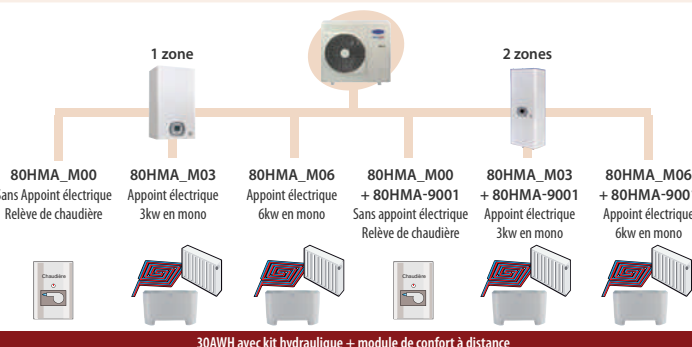 1 zone
2 zones
80HMA_M00
Sans Appoint électrique
Relève de chaudière
80HMA_M03
Appoint électrique
3kw en mono
80HMA_M06
Appoint électrique
6kw en mono
80HMA_M00
+ 80HMA-9001
Sans appoint électrique
Relève de chaudière
80HMA_M03
+ 80HMA-9001
Appoint électrique
3kw en mono
80HMA_M06
+ 80HMA-9001
Appoint électrique
6kw en mono
Chaudière
Chaudière
30AWH avec kit hydraulique + module de confort à distance